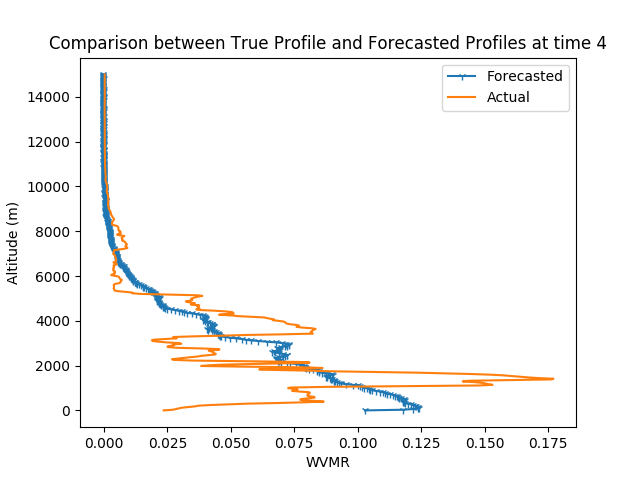 Comparison between True Profile and Forecasted Profiles at time 4
Forecasted
Actual
14000
12000
10000
8000
6000
4000
2000
0
Altitude (m)
0.000 0.025 0.050 0.075 0.100 0.125 0.150 0.175
WVMR